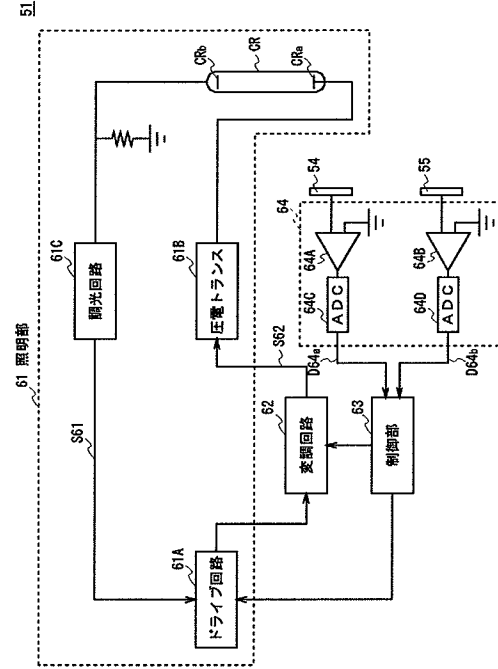 51
61 照明部
S61
61C
調光回路
CRb
CR
CRa
61B
圧電トランス
S62
61A
ドライブ回路
62
変調回路
63
制御部
64
64A
64C
ADC
D64a
54
64B
64D
ADC
D64b
55